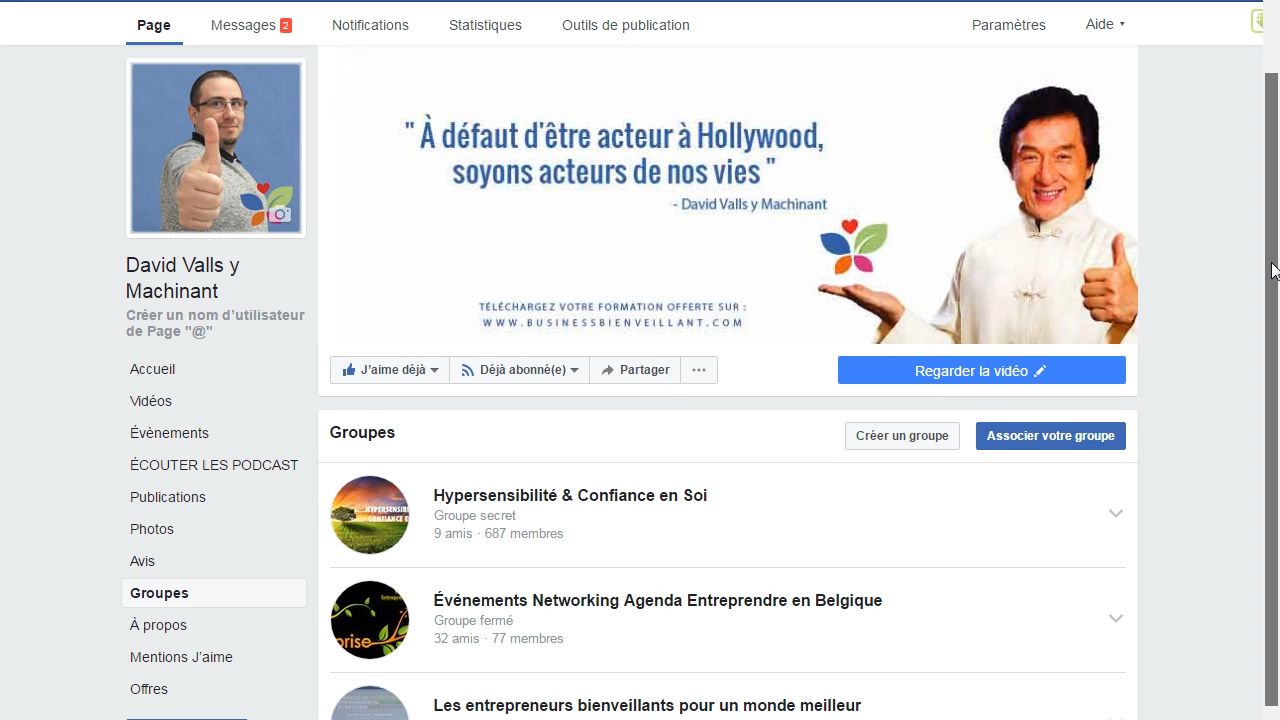 Page
Messages 2
Notifications
Statistiques
Outils de publication
Paramètres
Aide
" À défaut d'être acteur à Hollywood,
soyons acteurs de nos vies "
- David Valls y Machinant
TÉLÉCHARGEZ VOTRE FORMATION OFFERTE SUR :
WWW.BUSINESSBIENVEILLANT.COM
David Valls y
Machinant
Créer un nom d'utilisateur
de Page "@"
Accueil
Vidéos
Évènements
ÉCOUTER LES PODCAST
Publications
Photos
Avis
Groupes
À propos
Mentions J'aime
Offres
J'aime déjà
Déjà abonné(e)
Partager
Regarder la vidéo
Groupes
Créer un groupe
Associer votre groupe
Hypersensibilité & Confiance en Soi
Groupe secret
9 amis · 687 membres
Événements Networking Agenda Entreprendre en Belgique
Groupe fermé
32 amis · 77 membres
Les entrepreneurs bienveillants pour un monde meilleur